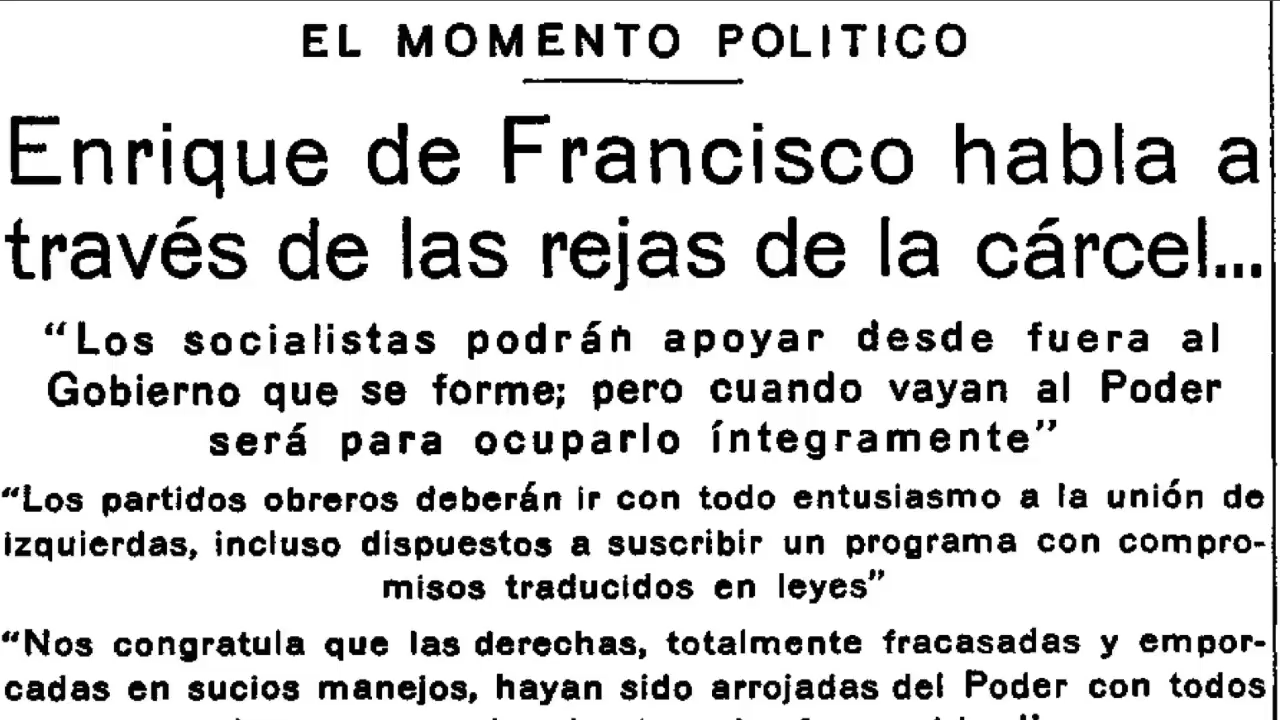 EL MOMENTO POLITICO
Enrique de Francisco habla a
través de las rejas de la cárcel...
“Los socialistas podrán apoyar desde fuera al
Gobierno que se forme; pero cuando vayan al Poder
será para ocuparlo íntegramente”
“Los partidos obreros deberán ir con todo entusiasmo a la unión de
izquierdas, incluso dispuestos a suscribir un programa con compro-
misos traducidos en leyes”
“Nos congratula que las derechas, totalmente fracasadas y empor-
cadas en sucios manejos, hayan sido arrojadas del Poder con todos